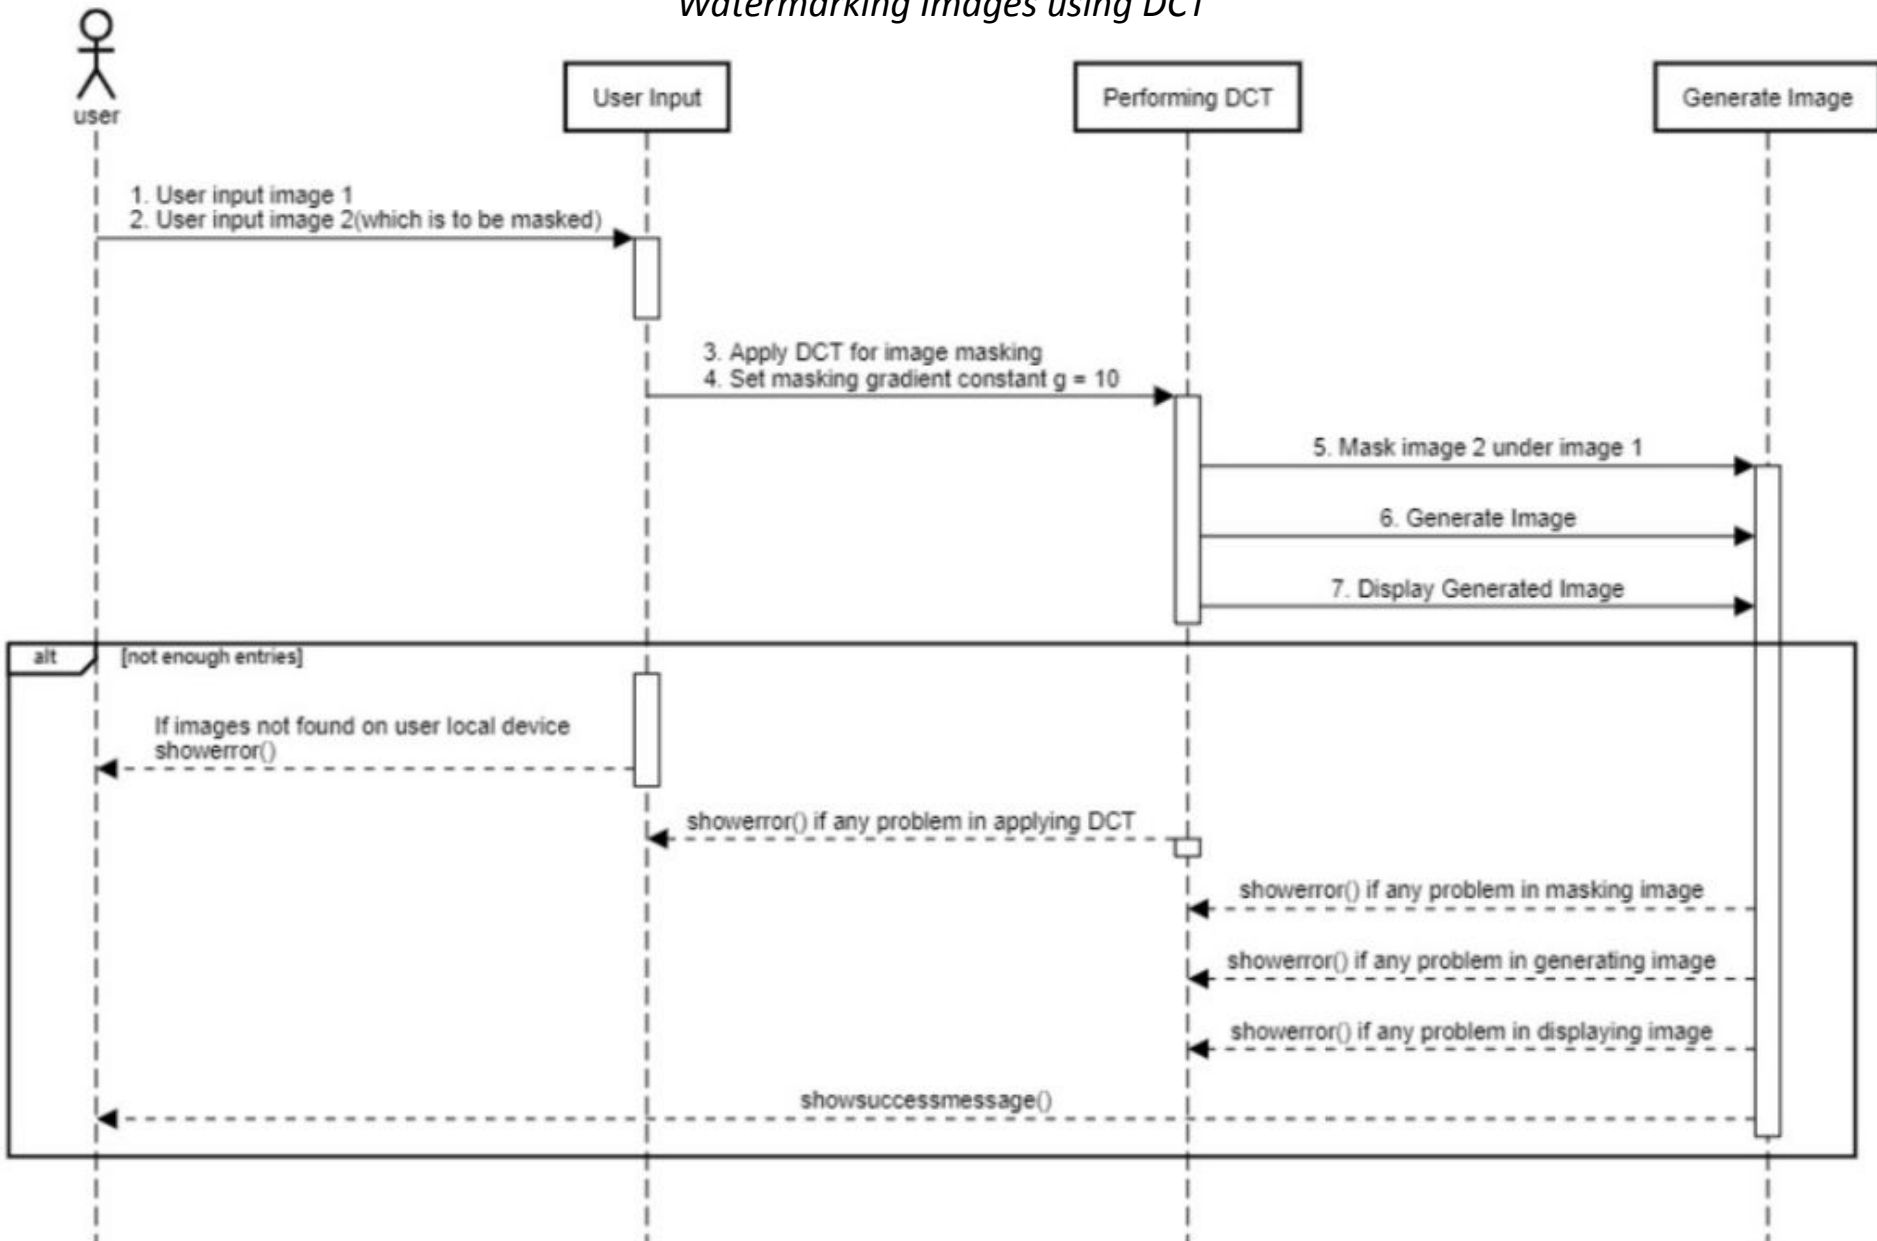 Watermarking images using DCT
user
User Input
Performing DCT
Generate Image
1. User input image 1
2. User input image 2(which is to be masked)
3. Apply DCT for image masking
4. Set masking gradient constant g = 10
5. Mask image 2 under image 1
6. Generate Image
7. Display Generated Image
alt
[not enough entries]
If images not found on user local device
showerror()
showerror() if any problem in applying DCT
showerror() if any problem in masking image
showerror() if any problem in generating image
showerror() if any problem in displaying image
showsuccessmessage()